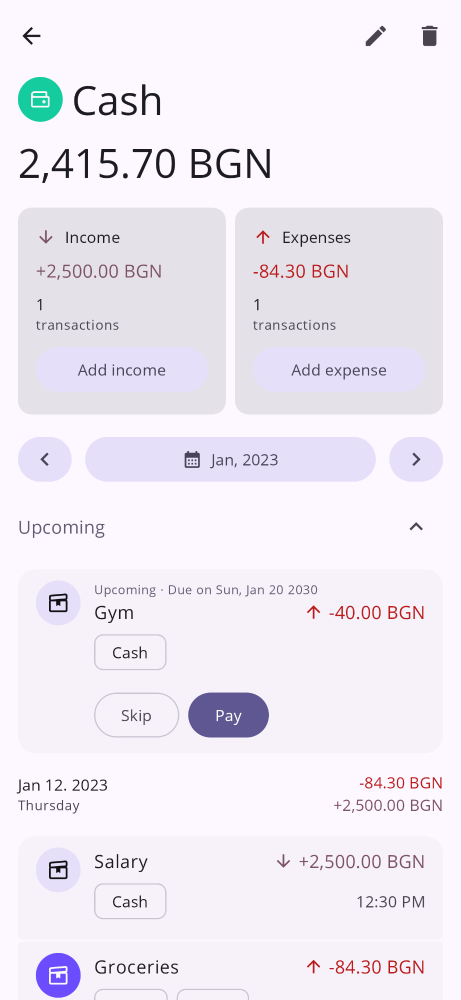 Cash
2,415.70 BGN
Income
+2,500.00 BGN
1
transactions
Add income
Expenses
-84.30 BGN
1
transactions
Add expense
Jan, 2023
Upcoming
Upcoming · Due on Sun, Jan 20 2030
Gym
-40.00 BGN
Cash
Skip
Pay
Jan 12. 2023
-84.30 BGN
Thursday
+2,500.00 BGN
Salary
+2,500.00 BGN
Cash
12:30 PM
Groceries
-84.30 BGN